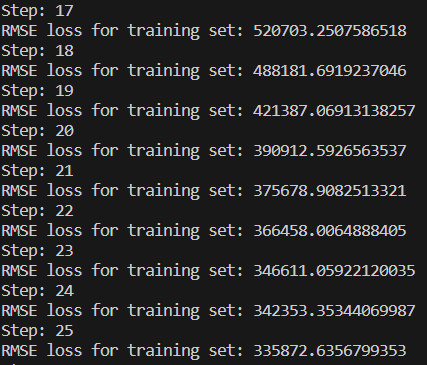 Step: 17
RMSE loss for training set: 520703.2507586518
Step: 18
RMSE loss for training set: 488181.6919237046
Step: 19
RMSE loss for training set: 421387.06913138257
Step: 20
RMSE loss for training set: 390912.5926563537
Step: 21
RMSE loss for training set: 375678.9082513321
Step: 22
RMSE loss for training set: 366458.0064888405
Step: 23
RMSE loss for training set: 346611.05922120035
Step: 24
RMSE loss for training set: 342353.35344069987
Step: 25
RMSE loss for training set: 335872.6356799353